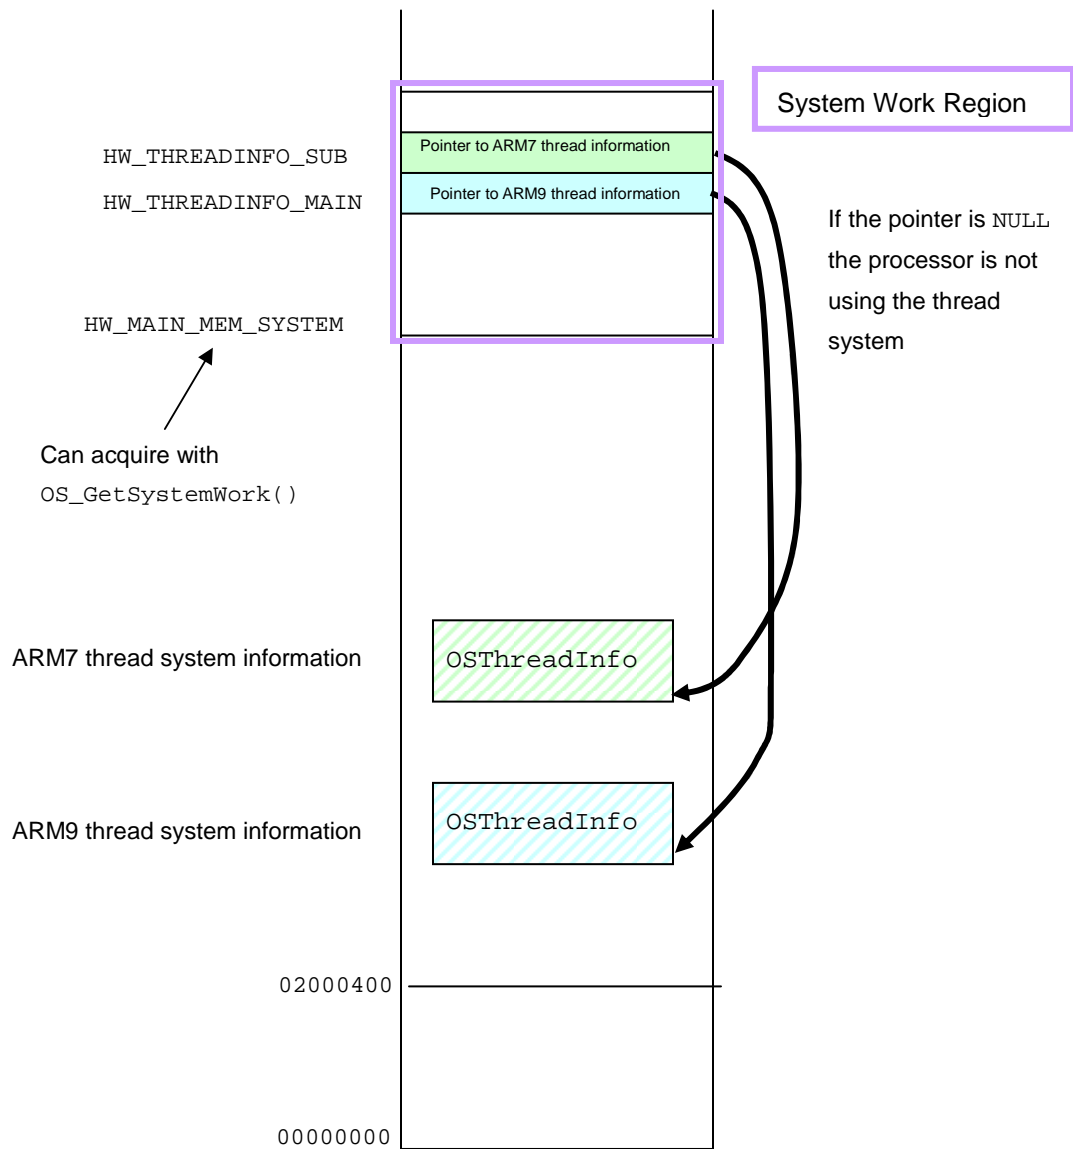 System Work Region
Pointer to ARM7 thread information
HW_THREADINFO_SUB
Pointer to ARM9 thread information
HW_THREADINFO_MAIN
If the pointer is NULL
the processor is not
using the thread
system
HW_MAIN_MEM_SYSTEM
Can acquire with
OS_GetSystemWork()
ARM7 thread system information
OSThreadInfo
ARM9 thread system information
OSThreadInfo
02000400
00000000